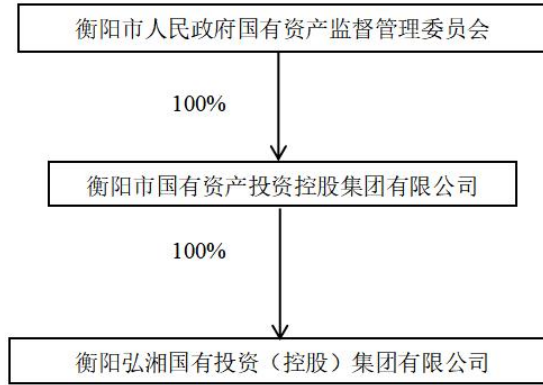 衡阳市人民政府国有资产监督管理委员会
100%
衡阳市国有资产投资控股集团有限公司
100%
衡阳弘湘国有投资（控股）集团有限公司